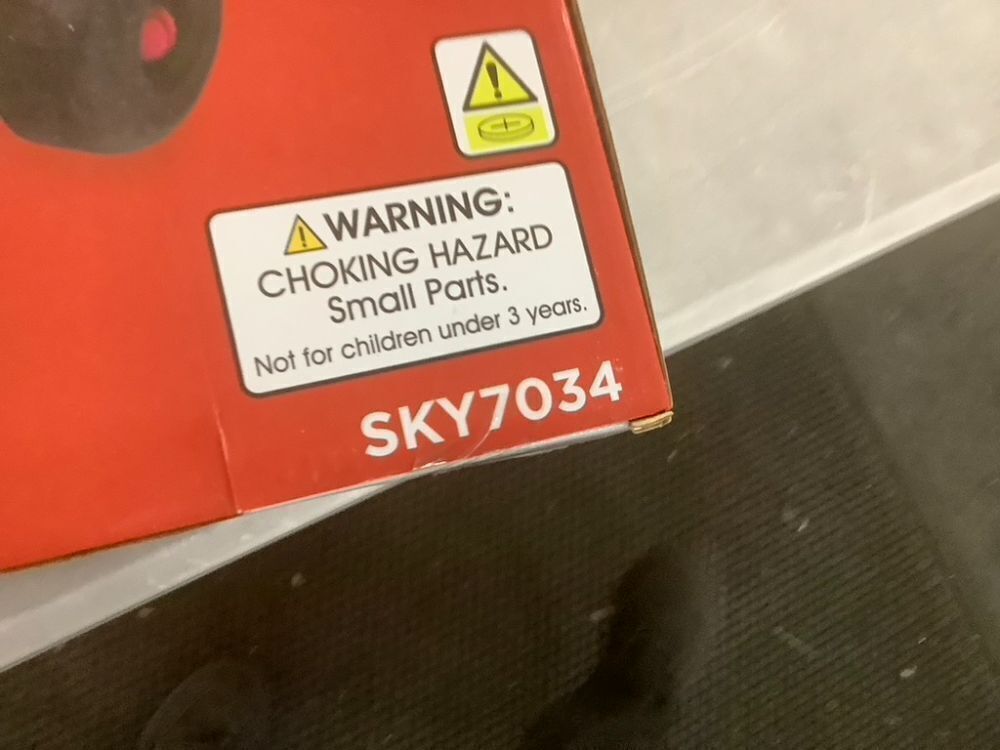 WARNING:
CHOKING HAZARD
Small Parts.
Not for children under 3 years.
SKY7034